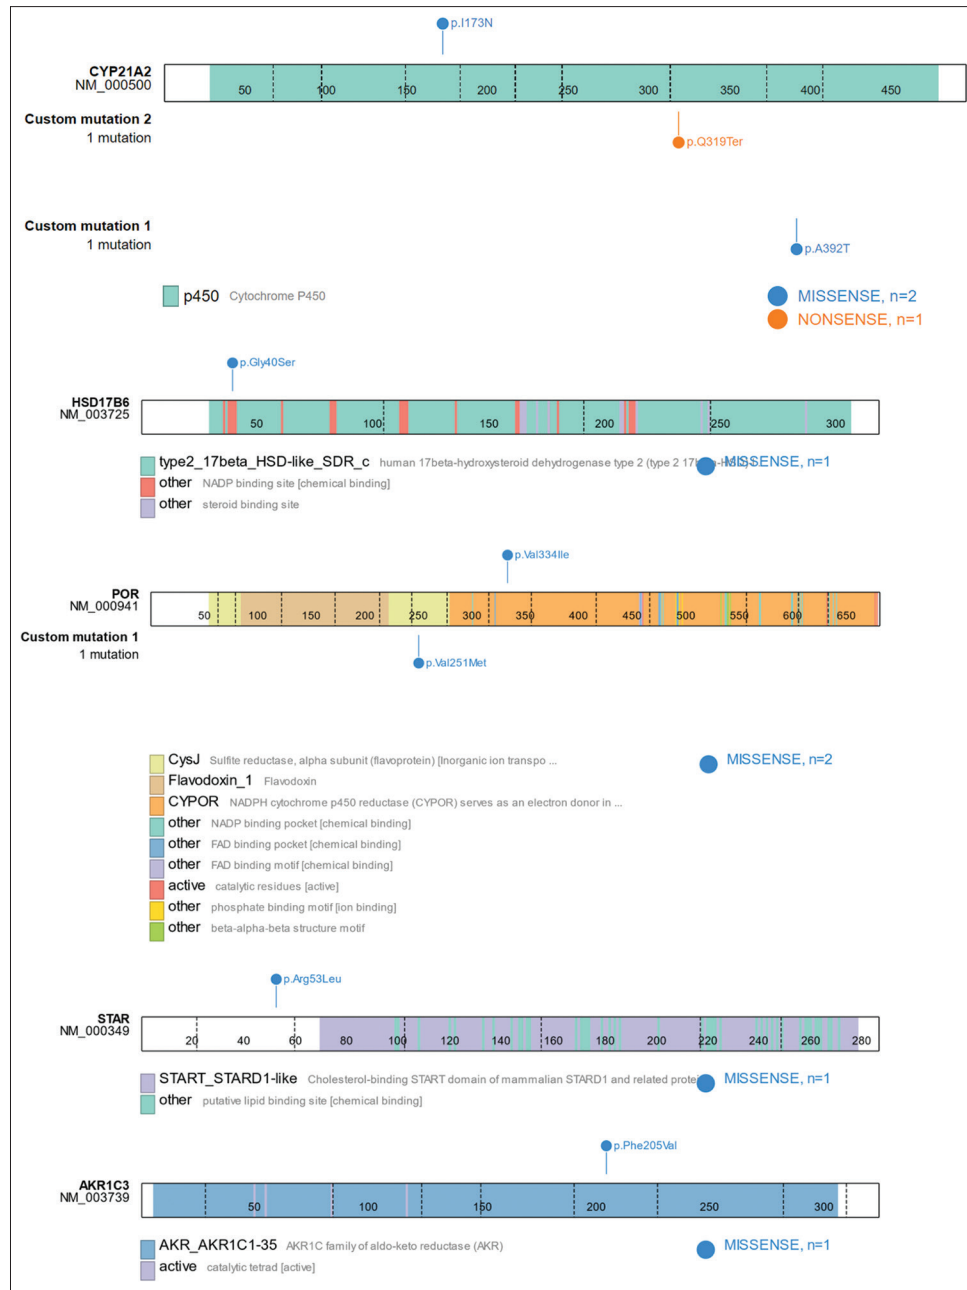 p.I173N
CYP21A2
NM_000500
50 100 150 200 250 300 350 400 450
Custom mutation 2
1 mutation
p.Q319Ter
Custom mutation 1
1 mutation
p.A392T
p450 Cytochrome P450
MISSENSE, n=2
NONSENSE, n=1
p.Gly40Ser
HSD17B6
NM_003725
50 100 150 200 250 300
type2_17beta_HSD-like_SDR_c human 17beta-hydroxysteroid dehydrogenase type 2 (type 2 17beta-HSD)-l
MISSENSE, n=1
other NADP binding site [chemical binding]
other steroid binding site
p.Val334Ile
POR
NM_000941
50 100 150 200 250 300 350 400 450 500 550 600 650
Custom mutation 1
1 mutation
p.Val251Met
CysJ Sulfite reductase, alpha subunit (flavoprotein) [Inorganic ion transpo ...
MISSENSE, n=2
Flavodoxin_1 Flavodoxin
CYPOR NADPH cytochrome p450 reductase (CYPOR) serves as an electron donor in ...
other NADP binding pocket [chemical binding]
other FAD binding pocket [chemical binding]
other FAD binding motif [chemical binding]
active catalytic residues [active]
other phosphate binding motif [ion binding]
other beta-alpha-beta structure motif
p.Arg53Leu
STAR
NM_000349
20 40 60 80 100 120 140 160 180 200 220 240 260 280
START_STARD1-like Cholesterol-binding START domain of mammalian STARD1 and related protei
MISSENSE, n=1
other putative lipid binding site [chemical binding]
p.Phe205Val
AKR1C3
NM_003739
50 100 150 200 250 300
AKR_AKR1C1-35 AKR1C family of aldo-keto reductase (AKR)
MISSENSE, n=1
active catalytic tetrad [active]